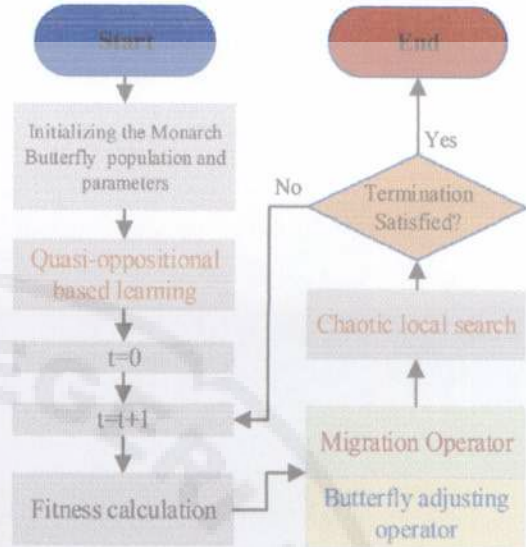 Start
Initializing the Monarch
Butterfly population and
parameters
Quasi-oppositional
based learning
t=0
t=t+1
Fitness calculation
End
Yes
No
Termination
Satisfied?
Chaotic local search
Migration Operator
Butterfly adjusting
operator